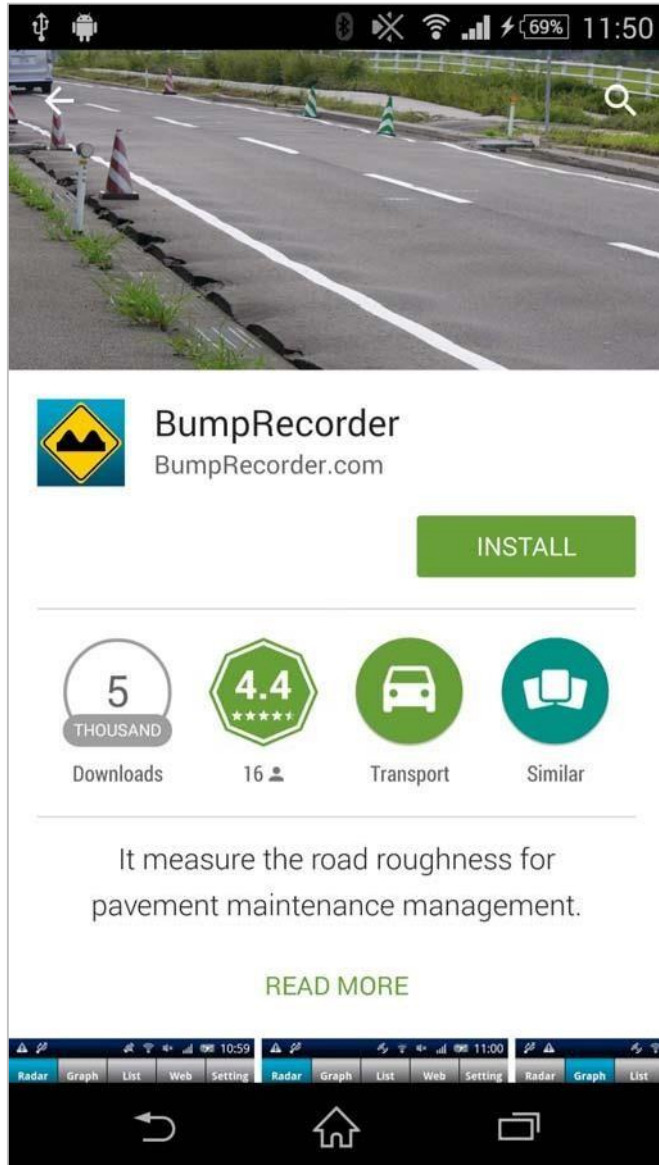 69% 11:50
BumpRecorder
BumpRecorder.com
INSTALL
5
THOUSAND
Downloads
4.4
16
Transport
Similar
It measure the road roughness for
pavement maintenance management.
READ MORE
10:59
Radar Graph List Web Setting
11:00
Radar Graph List Web Setting
Radar Graph List